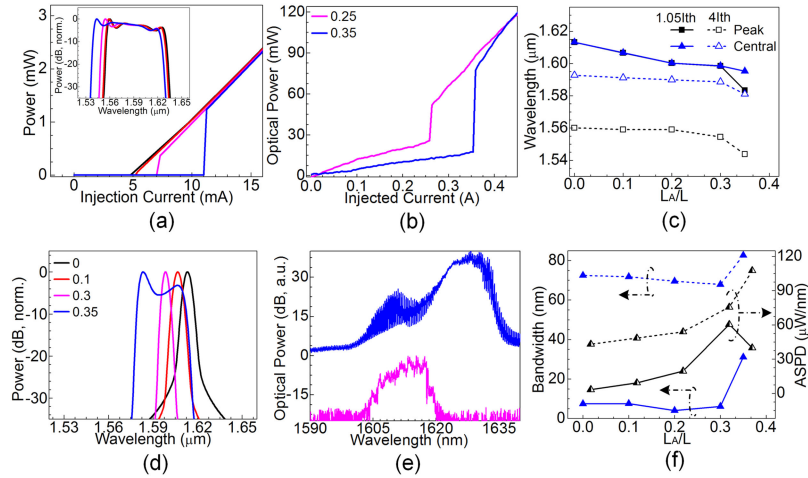 3
2
1
0
Power (mW)
0
-10
-20
-30
Power (dB, norm.)
1.53 1.56 1.59 1.62 1.65
Wavelength (μm)
0 5 10 15
Injection Current (mA)
(a)
120
90
60
30
0
Optical Power (mW)
0.25
0.35
0.0 0.1 0.2 0.3 0.4
Injected Current (A)
(b)
1.64
1.62
1.60
1.58
1.56
1.54
Wavelength (μm)
1.05Ith 4Ith
Peak
Central
0.0 0.1 0.2 0.3 0.4
LA/L
(c)
0
-10
-20
-30
Power (dB, norm.)
0
0.1
0.3
0.35
1.53 1.56 1.59 1.62 1.65
Wavelength (μm)
(d)
30
15
0
0
-15
Optical Power (dB, a.u.)
1590 1605 1620 1635
Wavelength (nm)
(e)
80
60
40
20
0
Bandwidth (nm)
120
90
60
30
0
ASPD (μW/nm)
0.0 0.1 0.2 0.3 0.4
LA/L
(f)